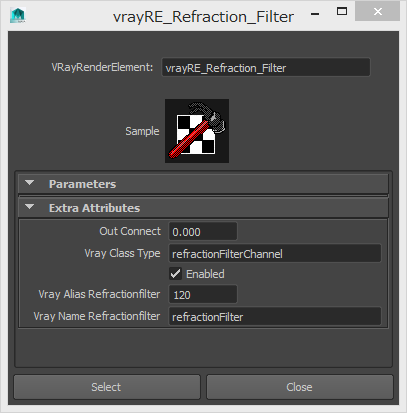 vrayRE_Refraction_Filter
VRayRenderElement: vrayRE_Refraction_Filter
Sample
Parameters
Extra Attributes
Out Connect 0.000
Vray Class Type refractionFilterChannel
Enabled
Vray Alias Refractionfilter 120
Vray Name Refractionfilter refractionFilter
Select Close